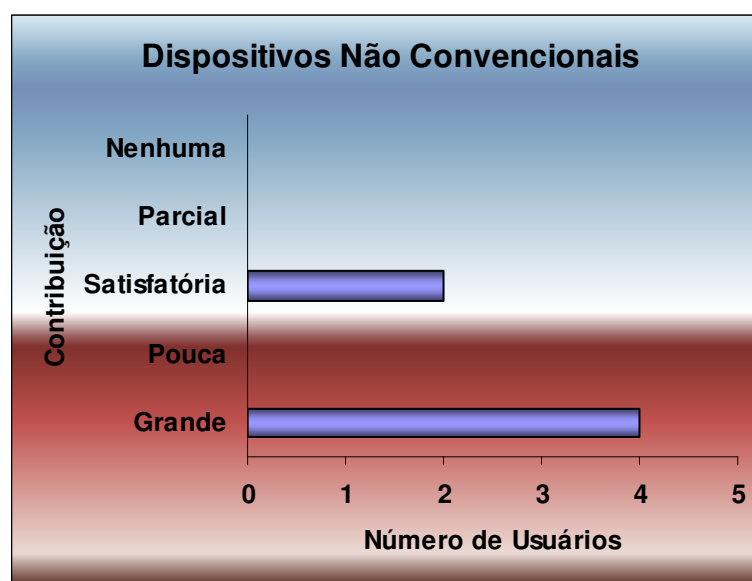 Dispositivos Não Convencionais
Contribuição
Nenhuma
Parcial
Satisfatória
Pouca
Grande
0 1 2 3 4 5
Número de Usuários